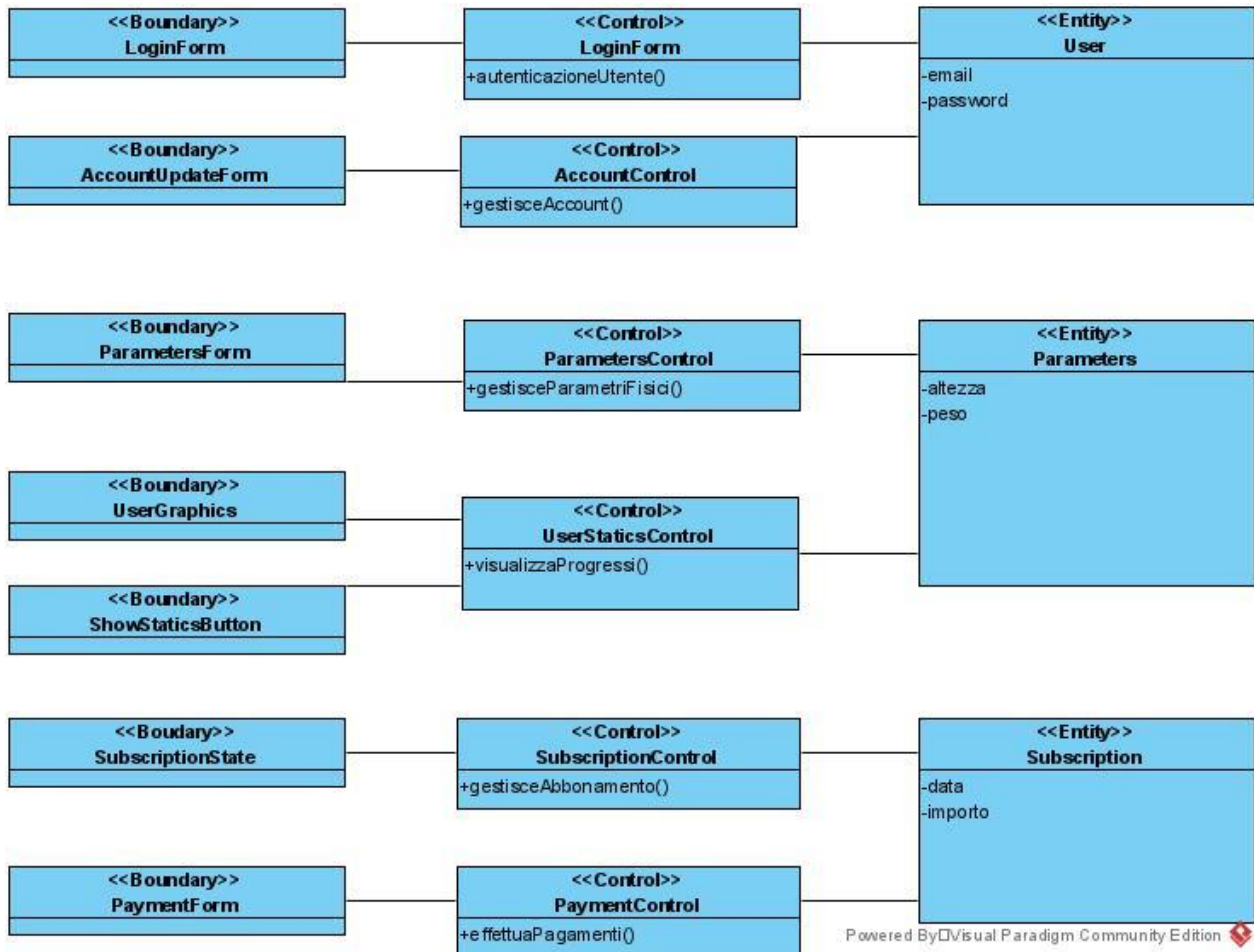 <<Boundary>>
LoginForm
<<Control>>
LoginForm
+autenticazioneUtente()
<<Entity>>
User
-email
-password
<<Boundary>>
AccountUpdateForm
<<Control>>
AccountControl
+gestisceAccount()
<<Boundary>>
ParametersForm
<<Control>>
ParametersControl
+gestisceParametriFisici()
<<Entity>>
Parameters
-altezza
-peso
<<Boundary>>
UserGraphics
<<Control>>
UserStaticsControl
+visualizzaProgressi()
<<Boundary>>
ShowStaticsButton
<<Boudary>>
SubscriptionState
<<Control>>
SubscriptionControl
+gestisceAbbonamento()
<<Entity>>
Subscription
-data
-importo
<<Boundary>>
PaymentForm
<<Control>>
PaymentControl
+effettuaPagamenti()
Powered By□Visual Paradigm Community Edition